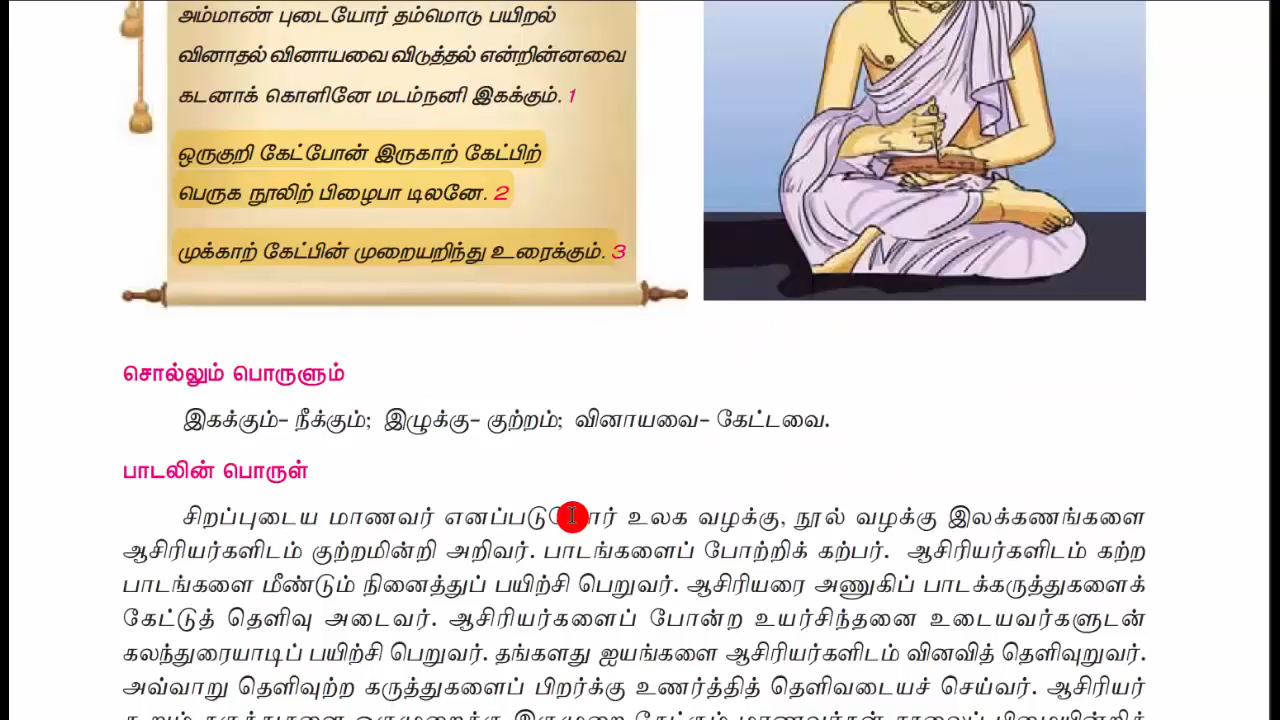 அம்மாண் புடையோர் தம்மொடு பயிறல்
வினாதல் வினாயவை விடுத்தல் என்றின்னவை
கடனாக் கொளினே மடம்நனி இகக்கும். 1
ஒருகுறி கேட்போன் இருகாற் கேட்பிற்
பெருக நூலிற் பிழைபா டிலனே. 2
முக்காற் கேட்பின் முறையறிந்து உரைக்கும். 3
சொல்லும் பொருளும்
இகக்கும்– நீக்கும்; இழுக்கு– குற்றம்; வினாயவை– கேட்டவை.
பாடலின் பொருள்
சிறப்புடைய மாணவர் உலக வழக்கு, நூல் வழக்கு இலக்கணங்களை
ஆசிரியர்களிடம் குற்றமின்றி அறிவர். பாடங்களைப் போற்றிக் கற்பர். ஆசிரியர்களிடம் கற்ற
பாடங்களை மீண்டும் நினைத்துப் பயிற்சி பெறுவர். ஆசிரியரை அணுகிப் பாடக்கருத்துகளைக்
கேட்டுத் தெளிவு அடைவர். ஆசிரியர்களைப் போன்ற உயர்சிந்தனை உடையவர்களுடன்
கலந்துரையாடிப் பயிற்சி பெறுவர். தங்களது ஐயங்களை ஆசிரியர்களிடம் வினவித் தெளிவுறுவர்.
அவ்வாறு தெளிவுற்ற கருத்துகளைப் பிறர்க்கு உணர்த்தித் தெளிவடையச் செய்வர். ஆசிரியர்